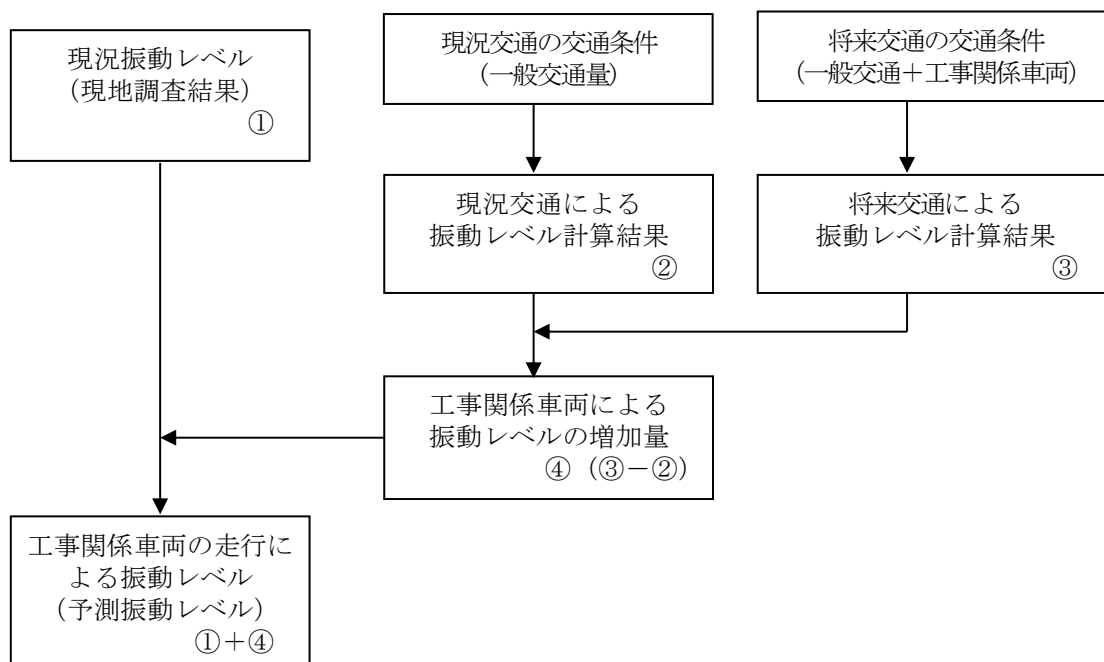 現況振動レベル
（現地調査結果）
①
現況交通の交通条件
（一般交通量）
将来交通の交通条件
（一般交通＋工事関係車両）
現況交通による
振動レベル計算結果
②
将来交通による
振動レベル計算結果
③
工事関係車両による
振動レベルの増加量
④（③－②）
工事関係車両の走行に
よる振動レベル
（予測振動レベル）
①＋④